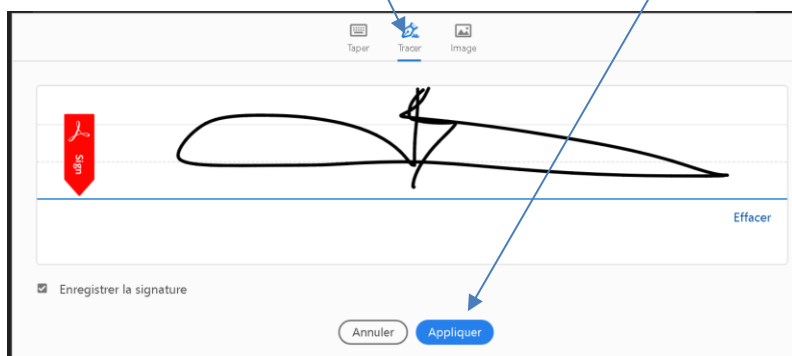 Taper Tracer Image
Sign
Effacer
Enregistrer la signature
Annuler Appliquer